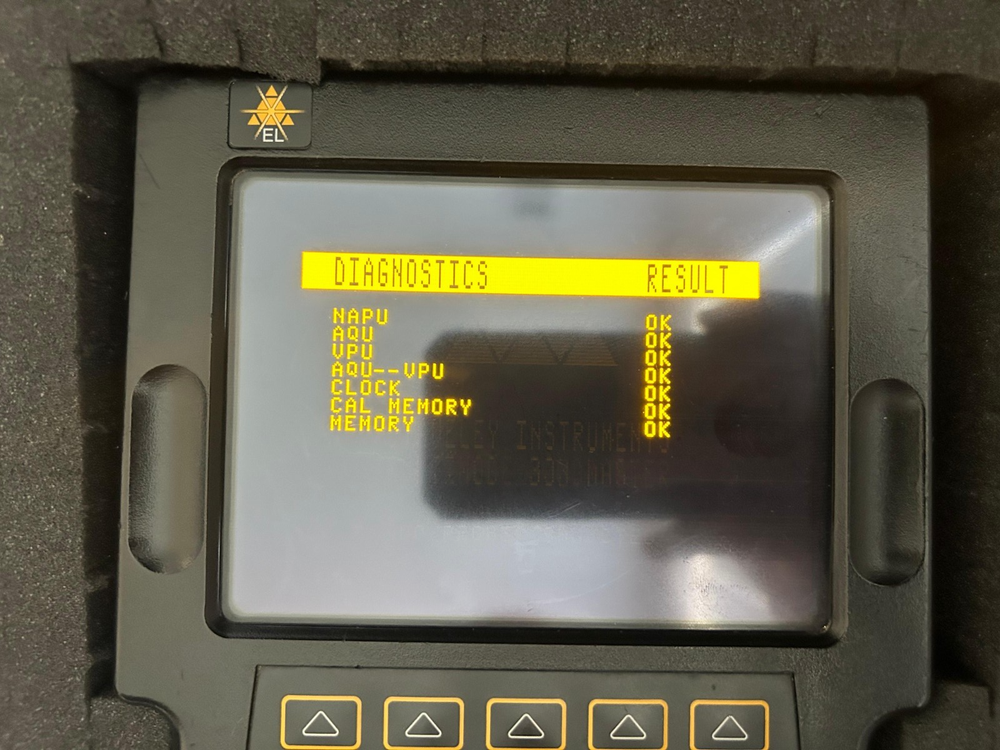 EL
DIAGNOSTICS RESULT
NAPU OK
AQU OK
VPU OK
AQU--VPU OK
CLOCK OK
CAL MEMORY OK
MEMORY OK
INSTRUMENTS